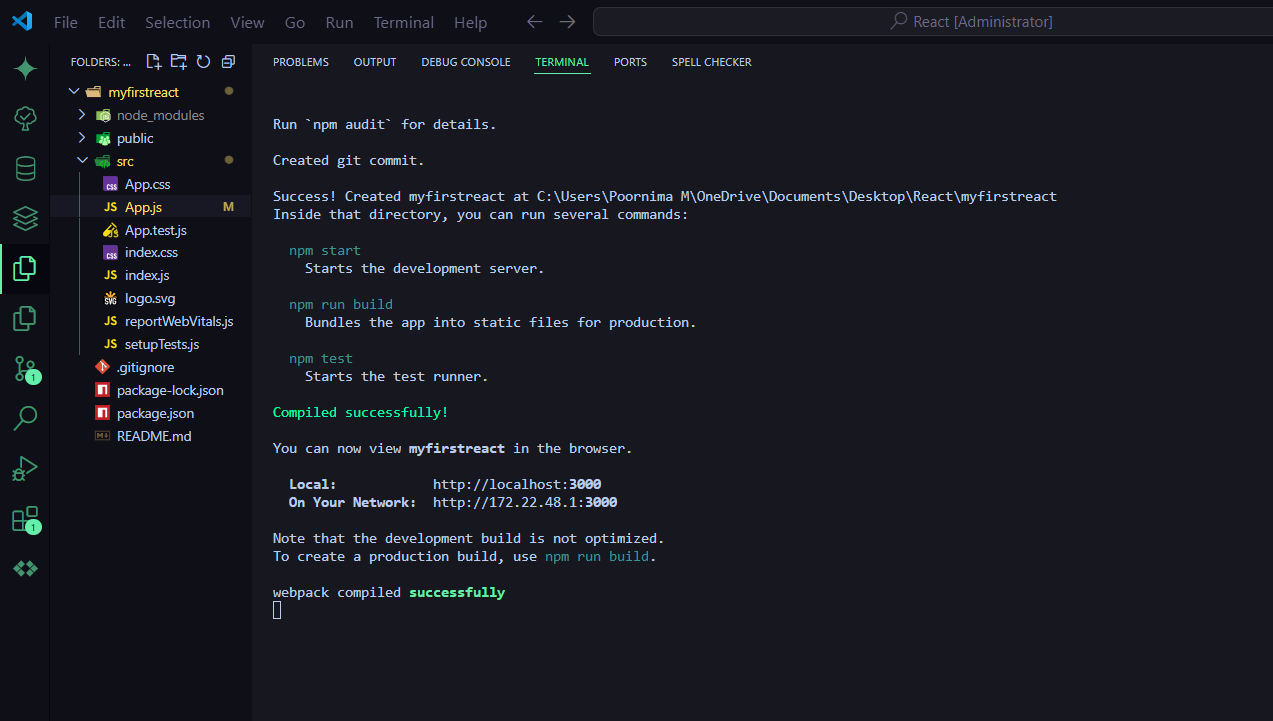 File Edit Selection View Go Run Terminal Help React [Administrator]
FOLDERS: ...
myfirstreact
node_modules
public
src
App.css
JS App.js M
App.test.js
index.css
JS index.js
logo.svg
JS reportWebVitals.js
JS setupTests.js
.gitignore
package-lock.json
package.json
README.md
1
1
PROBLEMS OUTPUT DEBUG CONSOLE TERMINAL PORTS SPELL CHECKER
Run `npm audit` for details.
Created git commit.
Success! Created myfirstreact at C:\Users\Poornima M\OneDrive\Documents\Desktop\React\myfirstreact
Inside that directory, you can run several commands:
npm start
Starts the development server.
npm run build
Bundles the app into static files for production.
npm test
Starts the test runner.
Compiled successfully!
You can now view myfirstreact in the browser.
Local: http://localhost:3000
On Your Network: http://172.22.48.1:3000
Note that the development build is not optimized.
To create a production build, use npm run build.
webpack compiled successfully